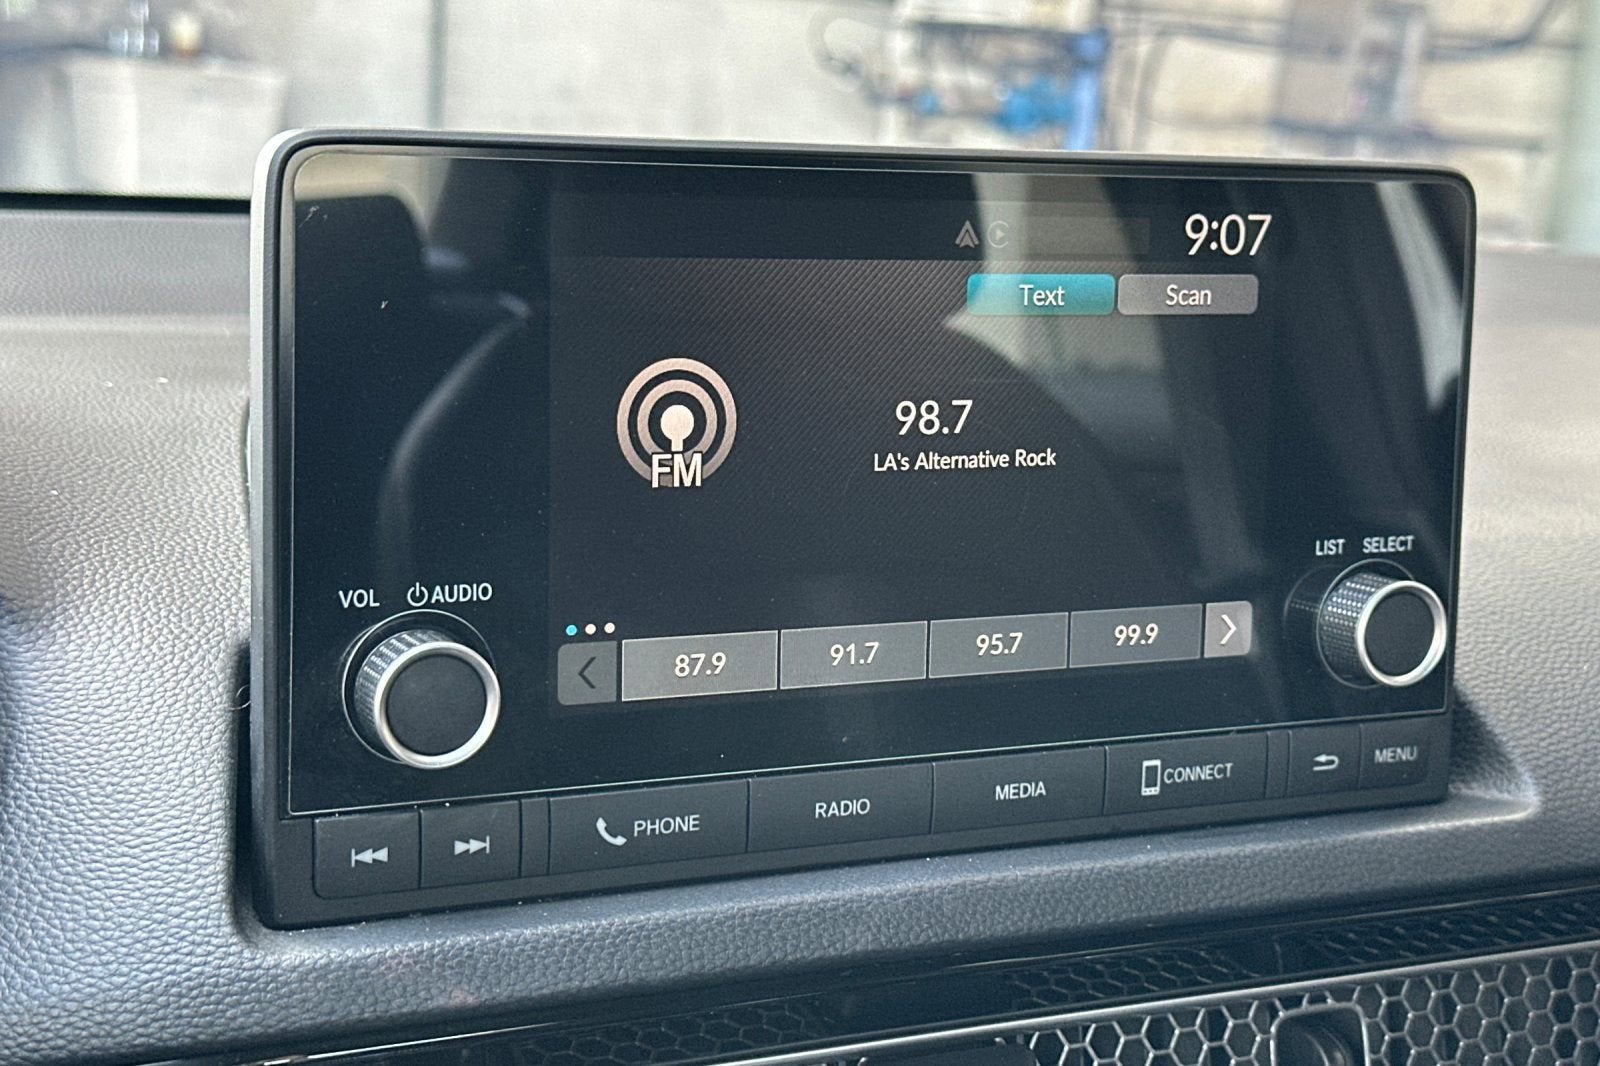 9:07
Text Scan
98.7
FM
LA's Alternative Rock
LIST SELECT
VOL AUDIO
87.9 91.7 95.7 99.9
PHONE RADIO MEDIA CONNECT MENU